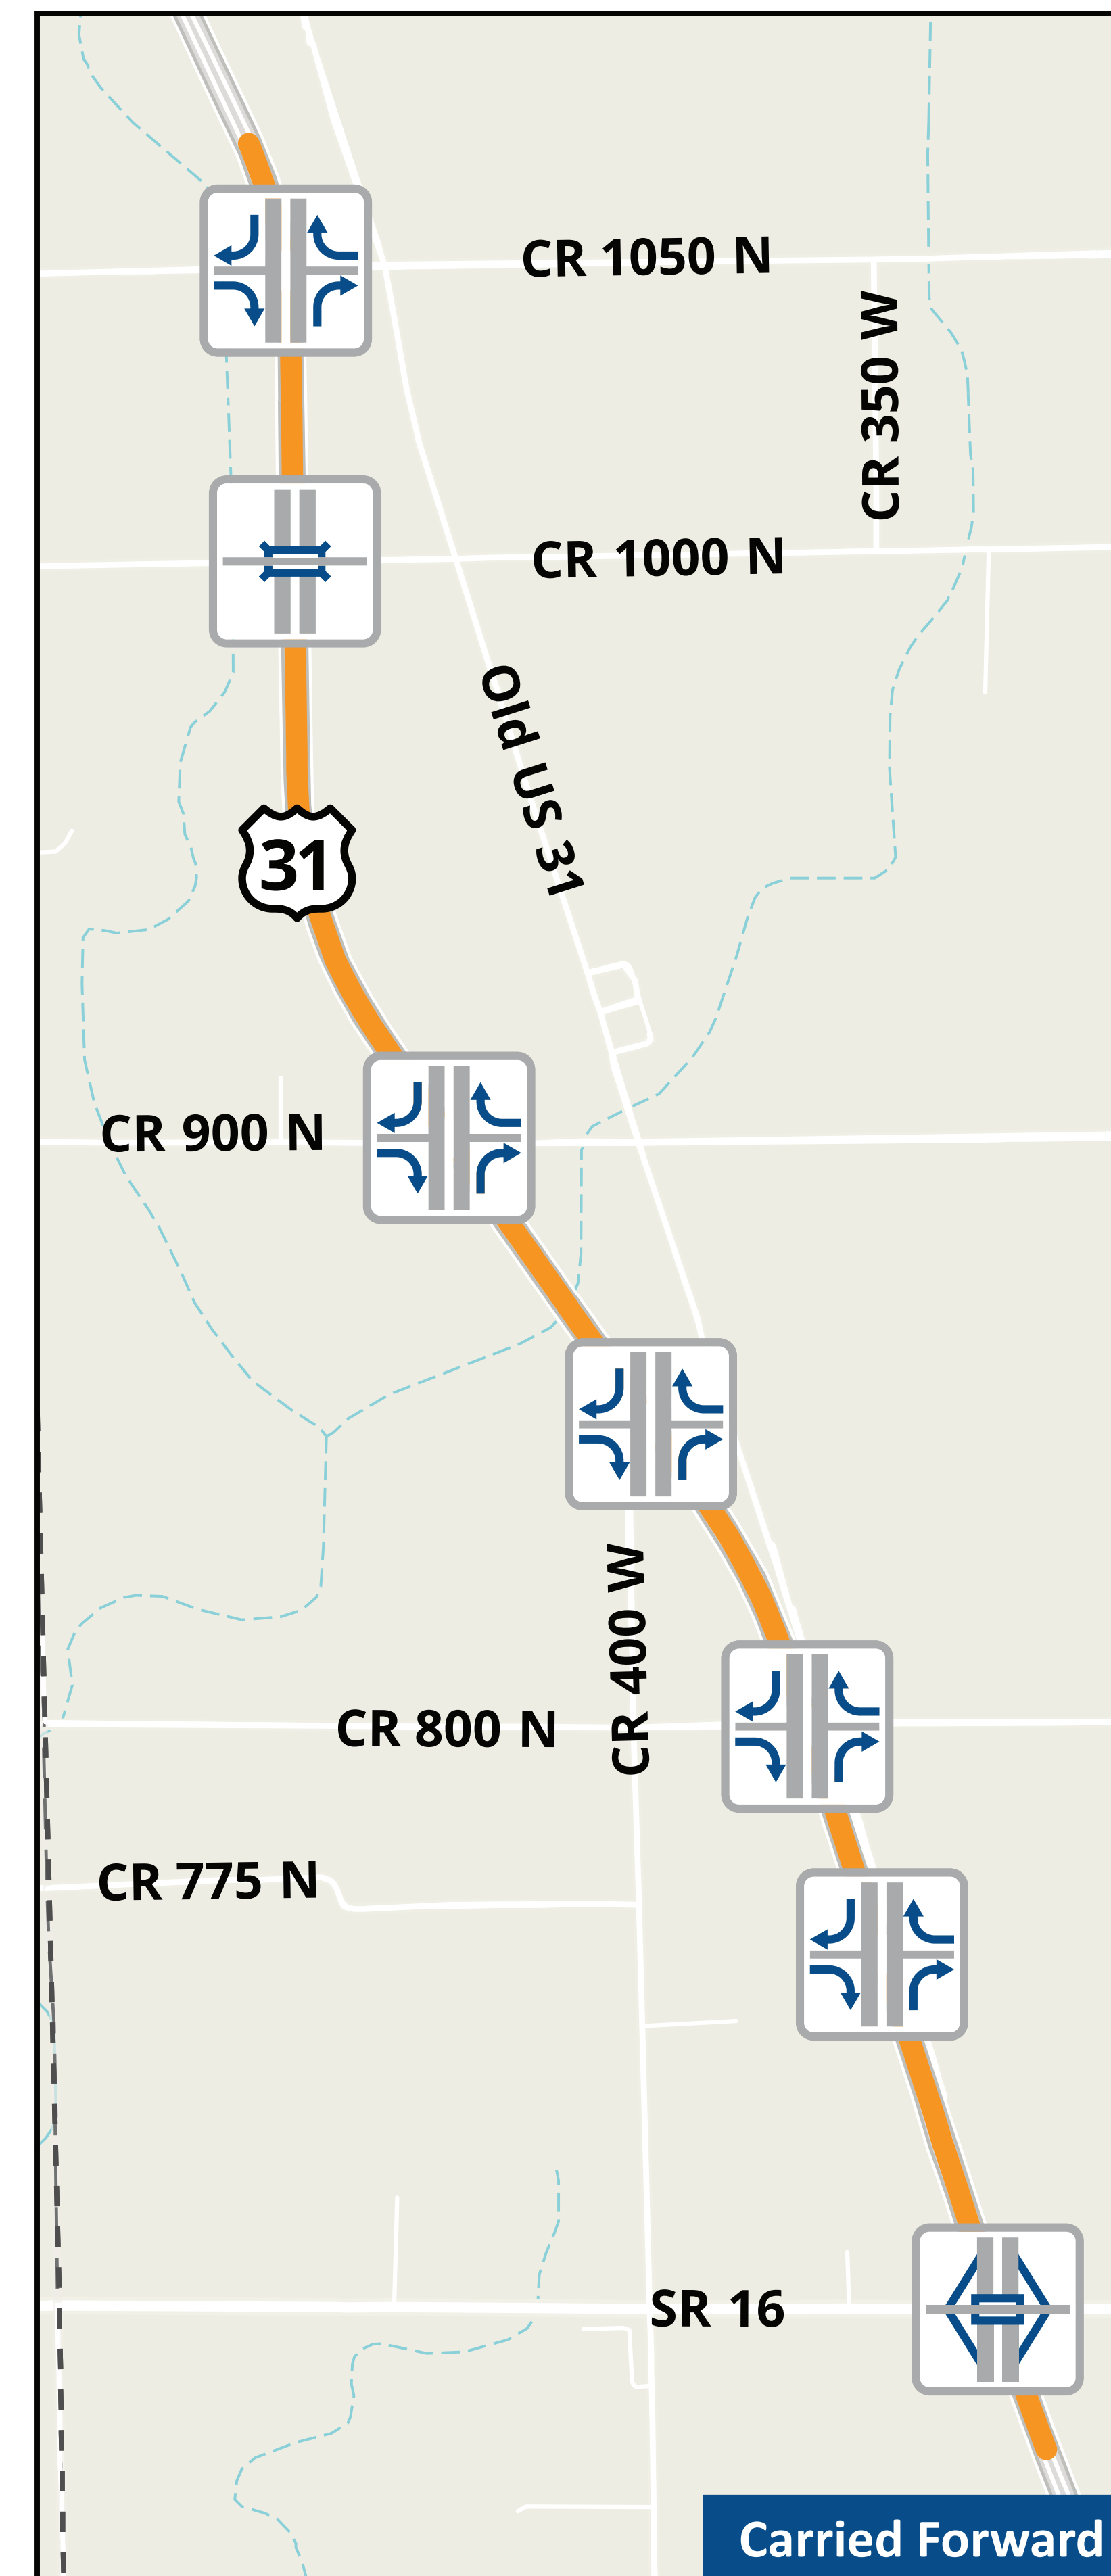 CR 1050 N
CR 350 W
CR 1000 N
Old US 31
31
CR 900 N
CR 400 W
CR 800 N
CR 775 N
SR 16
Carried Forward